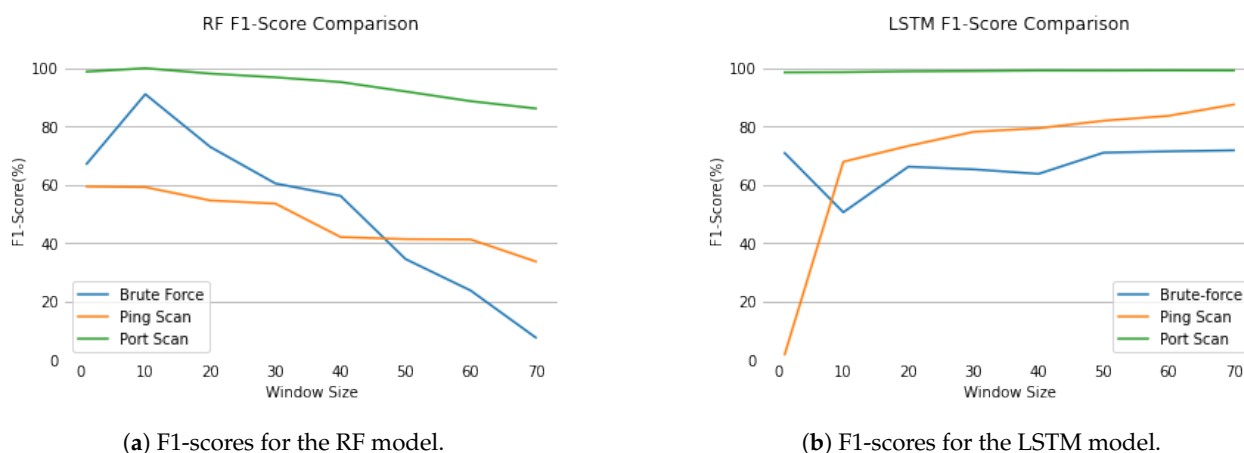 RF F1-Score Comparison
100
80
60
40
20
0
F1-Score(%)
Brute Force
Ping Scan
Port Scan
0 10 20 30 40 50 60 70
Window Size
(a) F1-scores for the RF model.
LSTM F1-Score Comparison
100
80
60
40
20
0
F1-Score(%)
Brute-force
Ping Scan
Port Scan
0 10 20 30 40 50 60 70
Window Size
(b) F1-scores for the LSTM model.